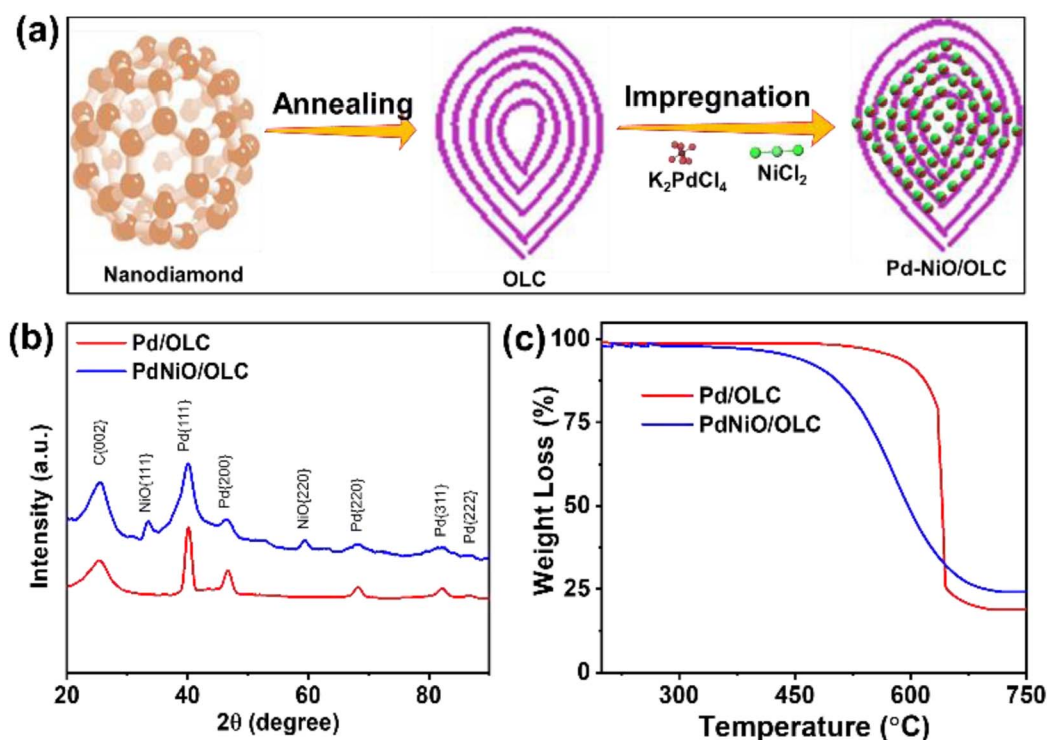 (a)
Annealing
Impregnation
K₂PdCl₄
NiCl₂
Nanodiamond
OLC
Pd-NiO/OLC
(b)
Pd/OLC
PdNiO/OLC
C{002}
NiO{111}
Pd{111}
Pd{200}
NiO{220}
Pd{220}
Pd{311}
Pd{222}
Intensity (a.u.)
20
40
60
80
2θ (degree)
(c)
100
75
50
25
0
Pd/OLC
PdNiO/OLC
Weight Loss (%)
300
450
600
750
Temperature (°C)